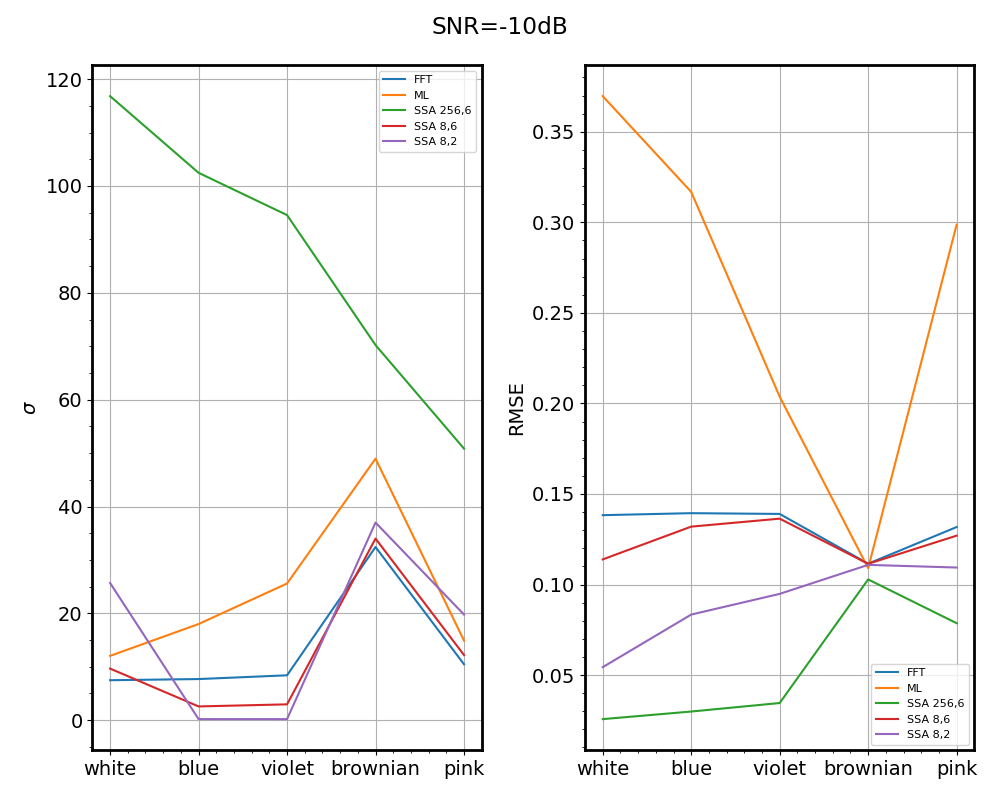 SNR=-10dB
120
100
80
60
40
20
0
σ
white blue violet brownian pink
FFT
ML
SSA 256,6
SSA 8,6
SSA 8,2
0.35
0.30
0.25
0.20
0.15
0.10
0.05
RMSE
white blue violet brownian pink
FFT
ML
SSA 256,6
SSA 8,6
SSA 8,2